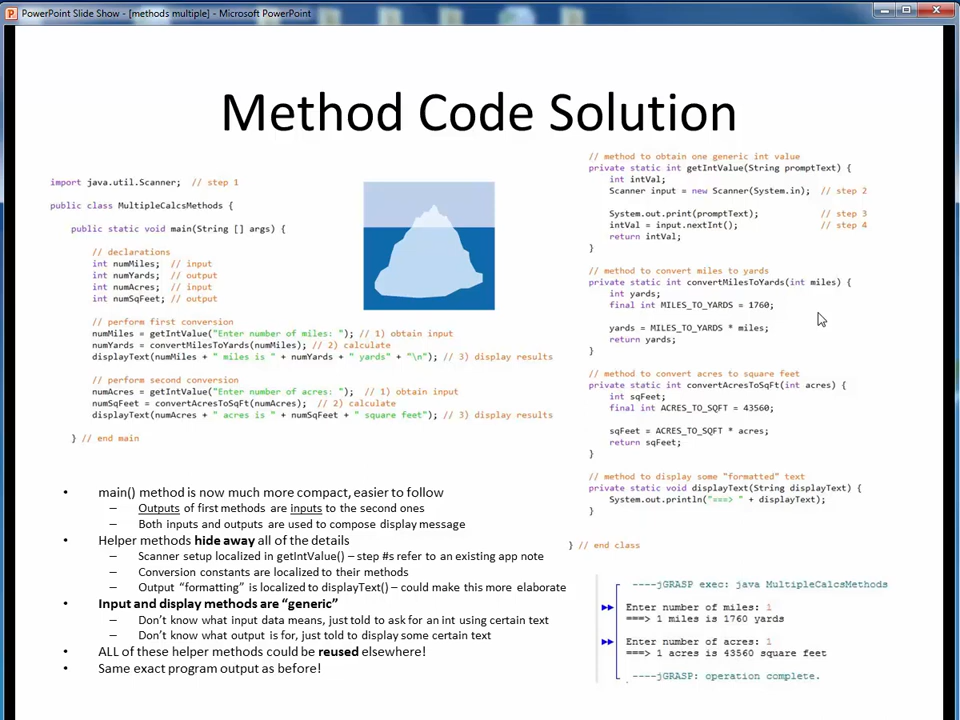 PowerPoint Slide Show - [methods multiple] - Microsoft PowerPoint
Method Code Solution
import java.util.Scanner;  // step 1
public class MultipleCalcsMethods {
public static void main(String [] args) {
// declarations
int numMiles;  // input
int numYards;  // output
int numAcres;  // input
int numSqFeet; // output
// perform first conversion
numMiles = getIntValue("Enter number of miles: "); // 1) obtain input
numYards = convertMilesToYards(numMiles); // 2) calculate
displayText(numMiles + " miles is " + numYards + " yards" + "\n"); // 3) display results
// perform second conversion
numAcres = getIntValue("Enter number of acres: ");  // 1) obtain input
numSqFeet = convertAcresToSqFt(numAcres);  // 2) calculate
displayText(numAcres + " acres is " + numSqFeet + " square feet"); // 3) display results
} // end main
// method to obtain one generic int value
private static int getIntValue(String promptText) {
int intVal;
Scanner input = new Scanner(System.in);  // step 2
System.out.print(promptText);  // step 3
intVal = input.nextInt();  // step 4
return intVal;
}
// method to convert miles to yards
private static int convertMilesToYards(int miles) {
int yards;
final int MILES_TO_YARDS = 1760;
yards = MILES_TO_YARDS * miles;
return yards;
}
// method to convert acres to square feet
private static int convertAcresToSqFt(int acres) {
int sqFeet;
final int ACRES_TO_SQFT = 43560;
sqFeet = ACRES_TO_SQFT * acres;
return sqFeet;
}
// method to display some "formatted" text
private static void displayText(String displayText) {
System.out.println("===> " + displayText);
}
} // end class
• main() method is now much more compact, easier to follow
– Outputs of first methods are inputs to the second ones
– Both inputs and outputs are used to compose display message
• Helper methods hide away all of the details
– Scanner setup localized in getIntValue() – step #s refer to an existing app note
– Conversion constants are localized to their methods
– Output “formatting” is localized to displayText() – could make this more elaborate
• Input and display methods are “generic”
– Don’t know what input data means, just told to ask for an int using certain text
– Don’t know what output is for, just told to display some certain text
• ALL of these helper methods could be reused elsewhere!
• Same exact program output as before!
----jGRASP exec: java MultipleCalcsMethods
Enter number of miles: 1
===> 1 miles is 1760 yards
Enter number of acres: 1
===> 1 acres is 43560 square feet
----jGRASP: operation complete.